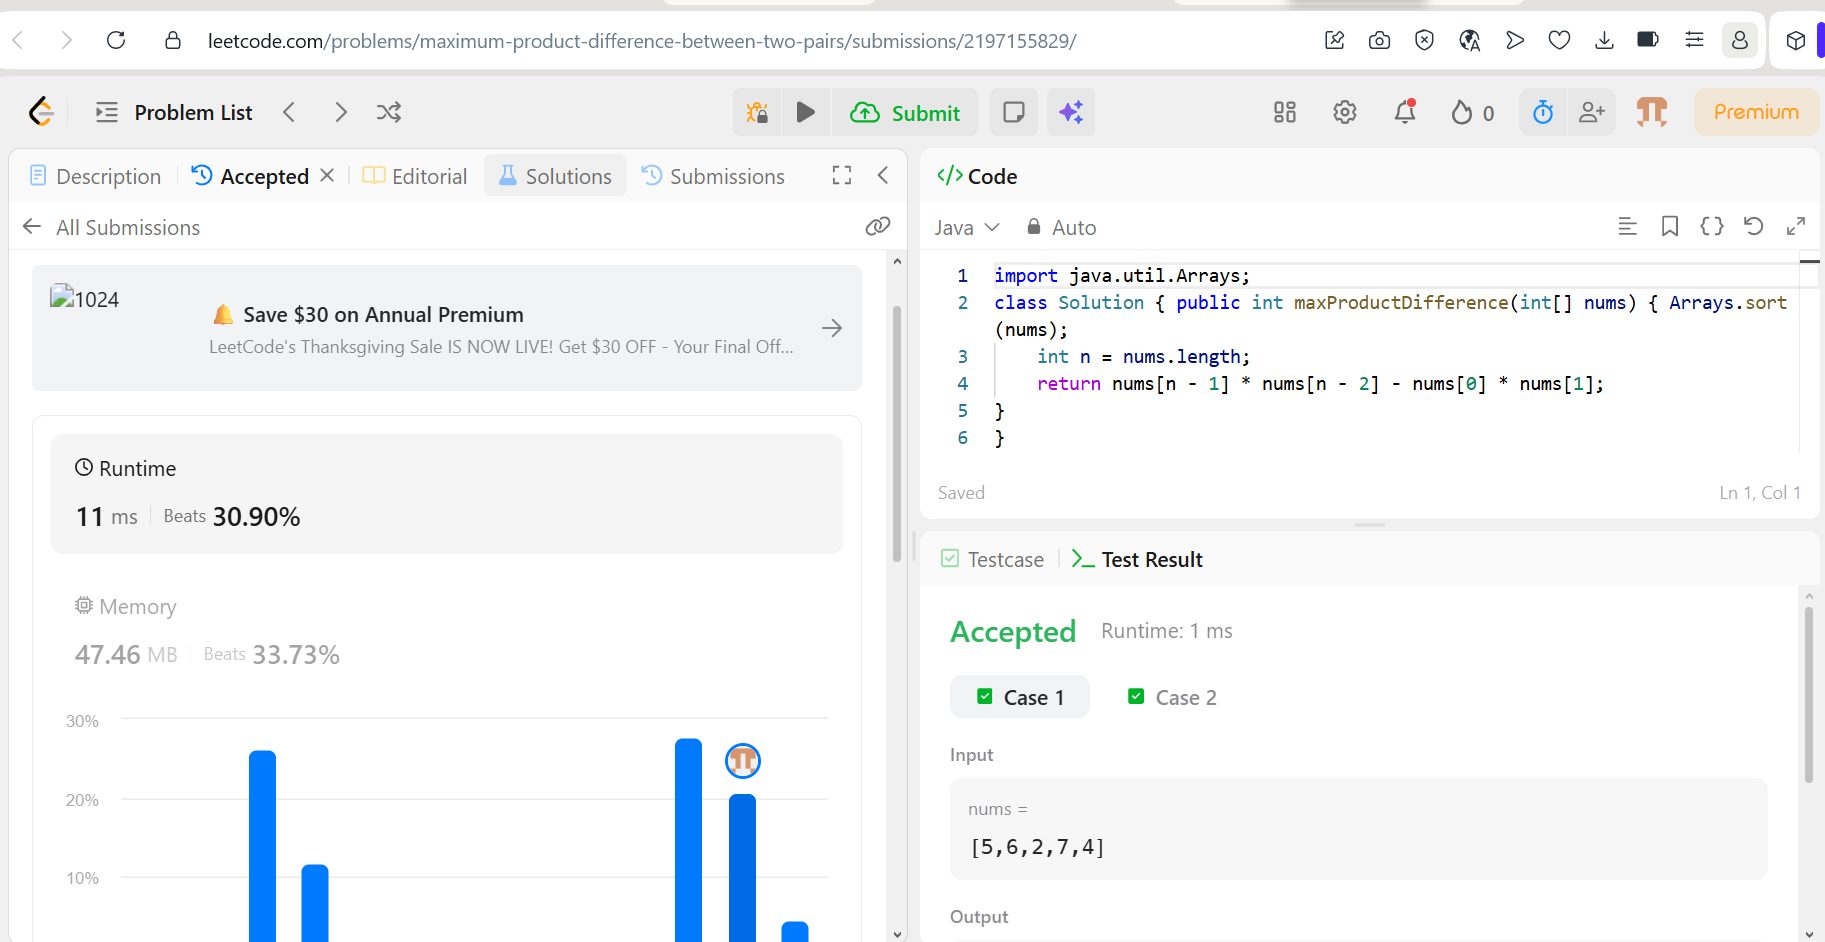 leetcode.com/problems/maximum-product-difference-between-two-pairs/submissions/2197155829/
Problem List
Submit
0
Premium
Description
Accepted
Editorial
Solutions
Submissions
All Submissions
1024
🔔 Save $30 on Annual Premium
LeetCode's Thanksgiving Sale IS NOW LIVE! Get $30 OFF - Your Final Off...
Runtime
11 ms
Beats 30.90%
Memory
47.46 MB
Beats 33.73%
30%
20%
10%
</> Code
Java
Auto
1 import java.util.Arrays;
2 class Solution { public int maxProductDifference(int[] nums) { Arrays.sort
(nums);
3     int n = nums.length;
4     return nums[n - 1] * nums[n - 2] - nums[0] * nums[1];
5 }
6 }
Saved
Ln 1, Col 1
Testcase
Test Result
Accepted
Runtime: 1 ms
Case 1
Case 2
Input
nums =
[5,6,2,7,4]
Output